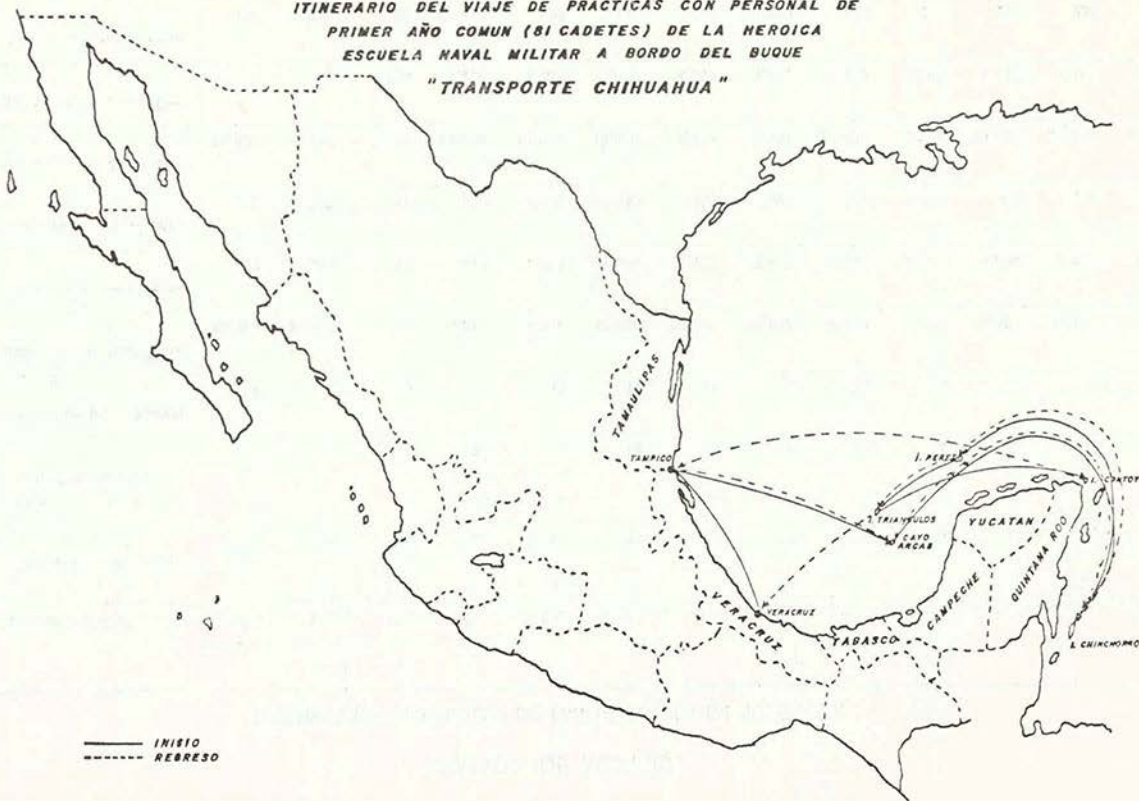 ITINERARIO DEL VIAJE DE PRACTICAS CON PERSONAL DE
PRIMER AÑO COMUN (81 CADETES) DE LA HEROICA
ESCUELA NAVAL MILITAR A BORDO DEL BUQUE
"TRANSPORTE CHIHUAHUA"
TAMAULIPAS
TAMPICO
I. PEREZ
I. CONTOY
I. TRIANGULOS
CAYO
ARCAS
YUCATAN
QUINTANA ROO
CAMPECHE
VERACRUZ
VERACRUZ
TABASCO
I. CHINCHORRO
INISIO
REGRESO